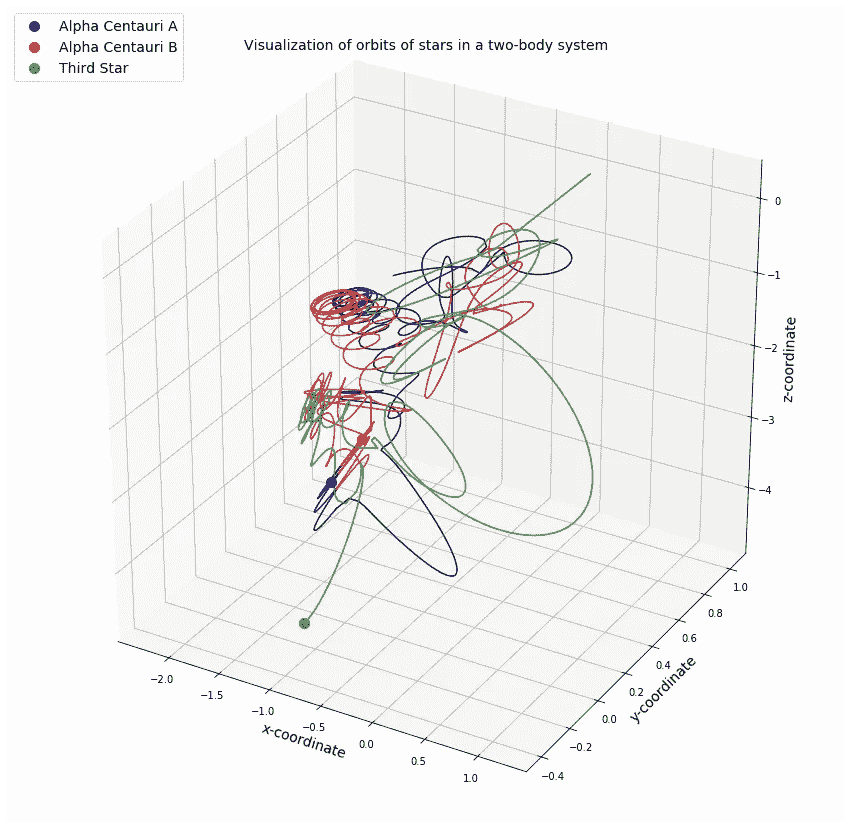 Alpha Centauri A
Alpha Centauri B
Third Star
Visualization of orbits of stars in a two-body system
0
−1
−2
−3
−4
z-coordinate
1.0
0.8
0.6
0.4
0.2
0.0
−0.2
−0.4
y-coordinate
−2.0
−1.5
−1.0
−0.5
0.0
0.5
1.0
x-coordinate